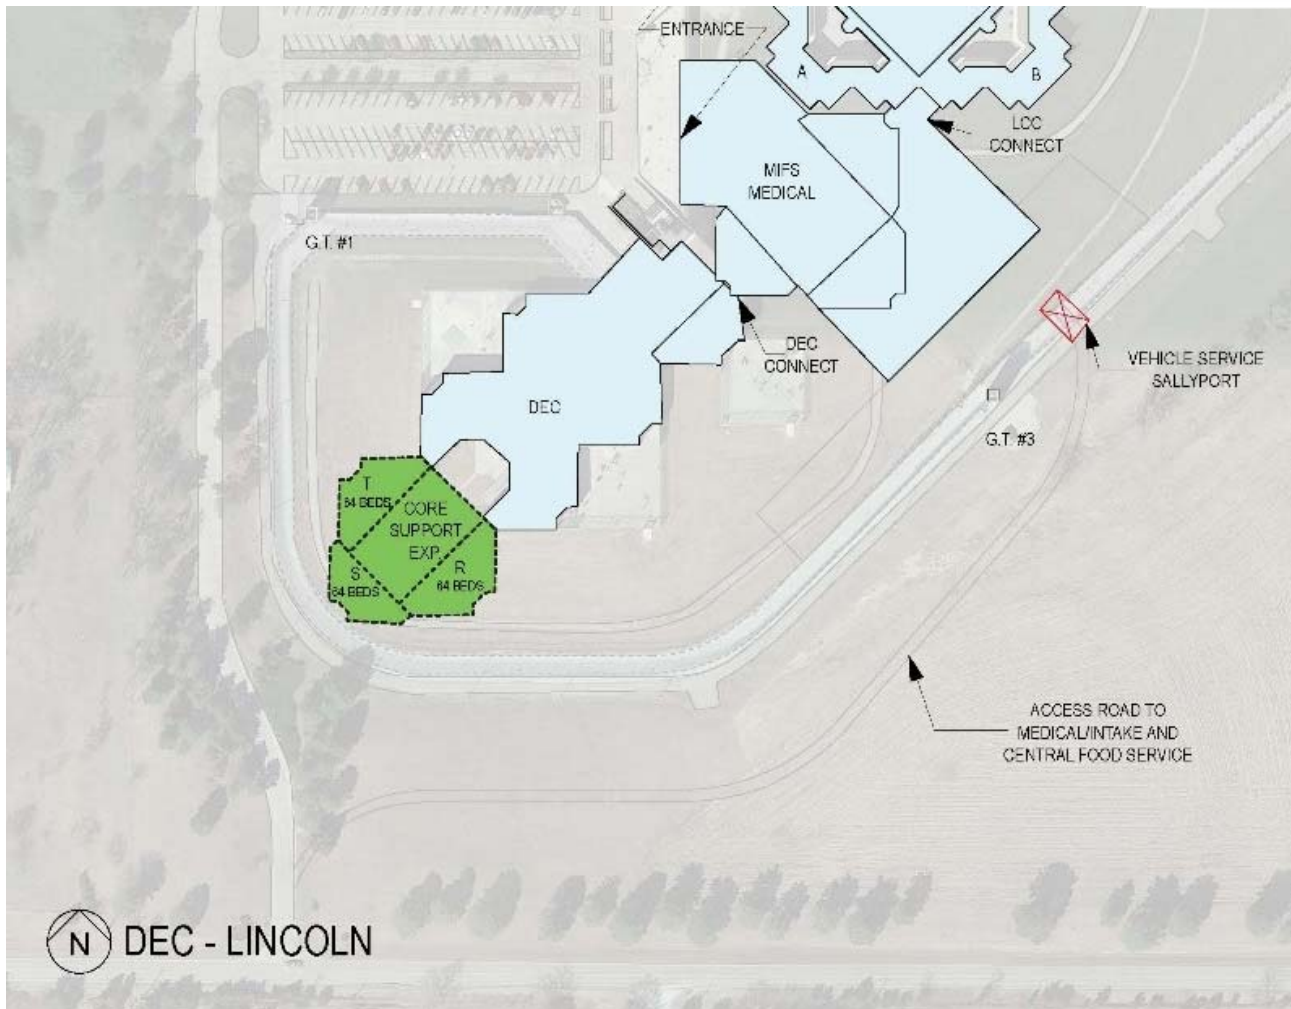 ENTRANCE
A
B
LCC
CONNECT
MIFS
MEDICAL
G.T. #1
DEC
CONNECT
VEHICLE SERVICE
SALLYPORT
DEC
G.T. #3
T
64 BEDS
CORE
SUPPORT
EXP.
S
64 BEDS
R
64 BEDS
ACCESS ROAD TO
MEDICAL/INTAKE AND
CENTRAL FOOD SERVICE
N
DEC - LINCOLN